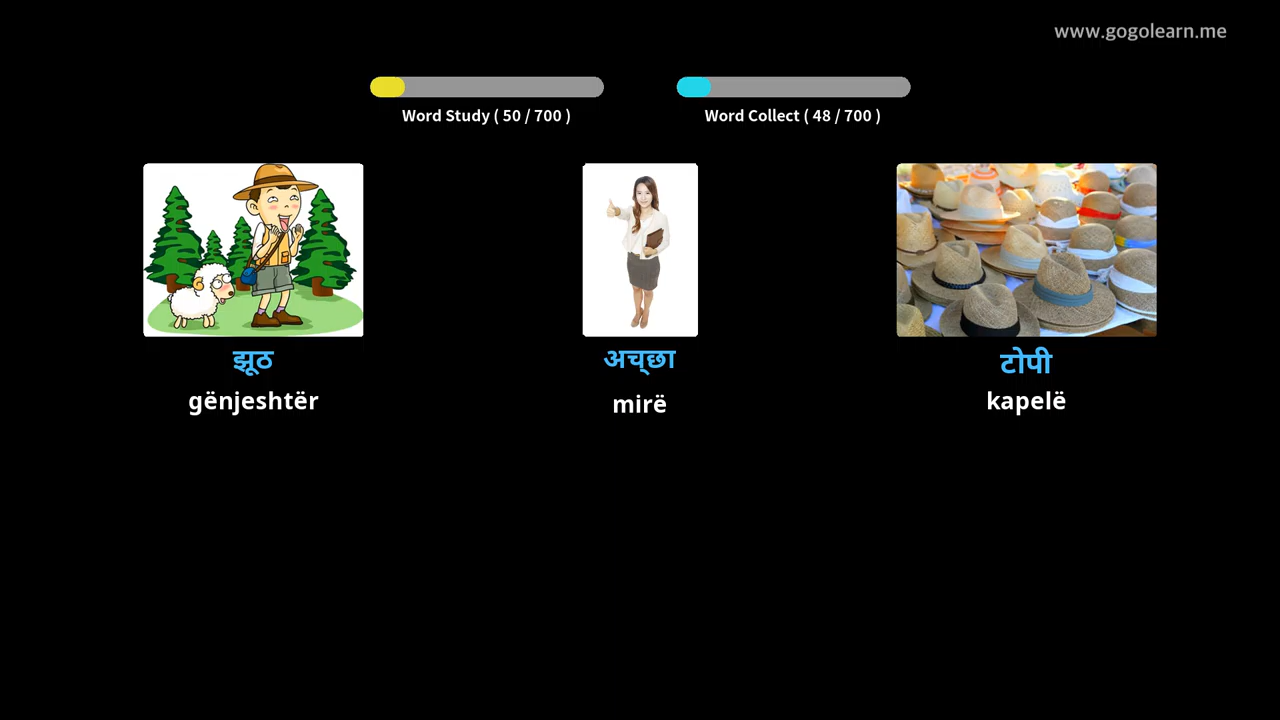 www.gogolearn.me
Word Study ( 50 / 700 )
Word Collect ( 48 / 700 )
झूठ
gënjeshtër
अच्छा
mirë
टोपी
kapelë